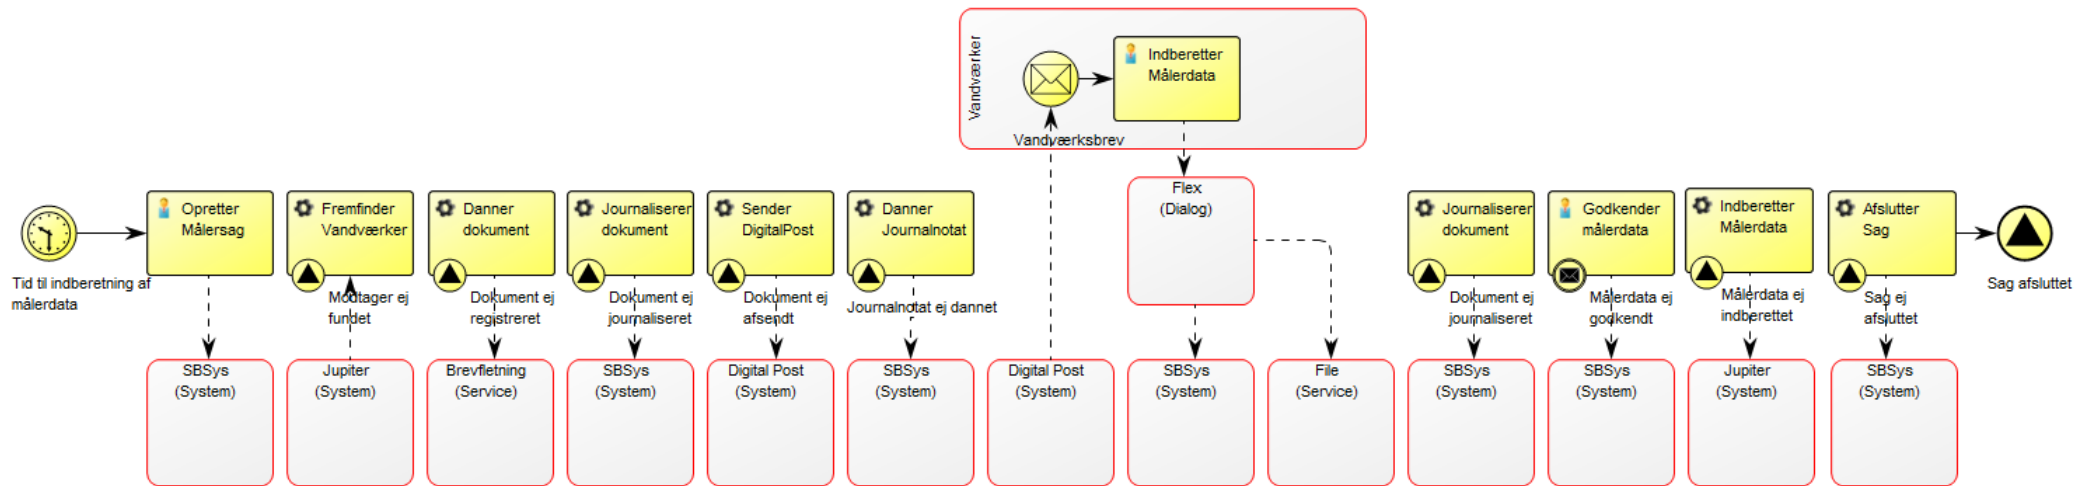 Vandværker
Indberetter
Målerdata
Vandværksbrev
Tid til indberetning af
målerdata
Opretter
Målersag
Fremfinder
Vandværker
Modtager ej
fundet
Danner
dokument
Dokument ej
registreret
Journaliserer
dokument
Dokument ej
journaliseret
Sender
DigitalPost
Dokument ej
afsendt
Danner
Journalnotat
Journalnotat ej dannet
Flex
(Dialog)
Journaliserer
dokument
Dokument ej
journaliseret
Godkender
målerdata
Målerdata ej
godkendt
Indberetter
Målerdata
Målerdata ej
indberettet
Afslutter
Sag
Sag ej
afsluttet
Sag afsluttet
SBSys
(System)
Jupiter
(System)
Brevfletning
(Service)
SBSys
(System)
Digital Post
(System)
SBSys
(System)
Digital Post
(System)
SBSys
(System)
File
(Service)
SBSys
(System)
SBSys
(System)
Jupiter
(System)
SBSys
(System)